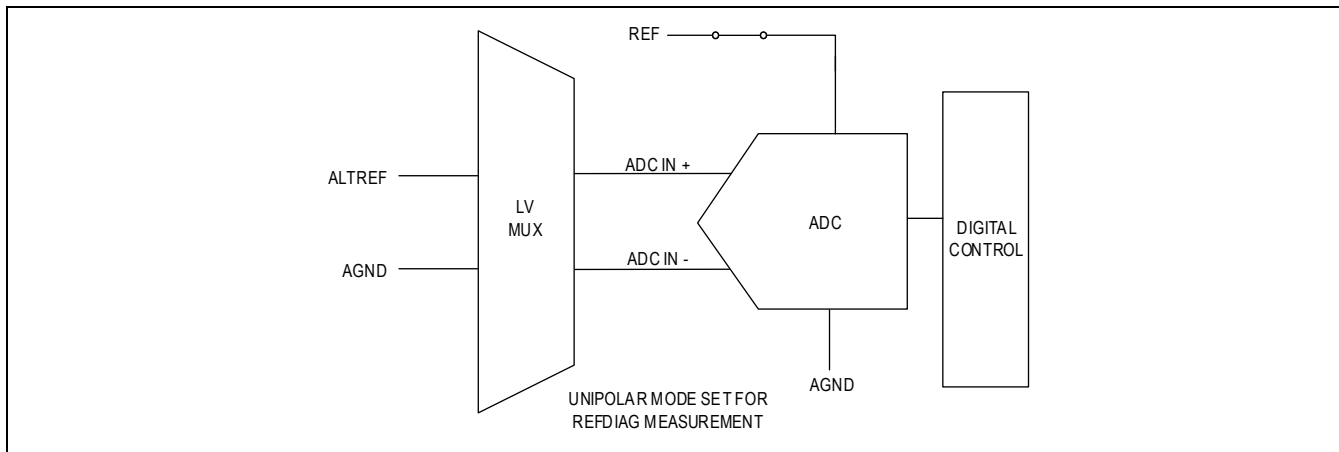 REF
ADC IN +
ALTREF
LV
MUX
ADC
DIGITAL
CONTROL
AGND
ADC IN -
AGND
UNIPOLAR MODE SET FOR
REFDIAG MEASUREMENT